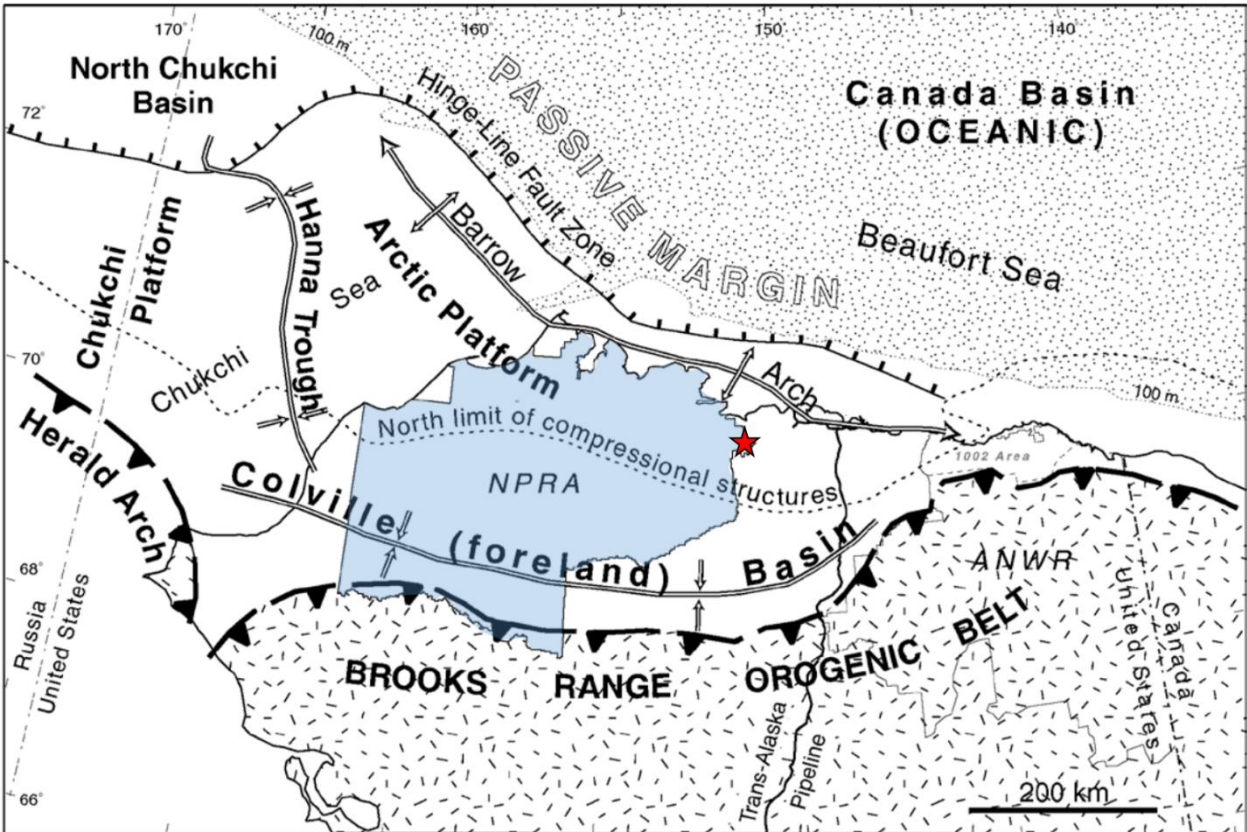 170°
100 m
160°
150°
140°
North Chukchi
Basin
Canada Basin
(OCEANIC)
PASSIVE MARGIN
Hinge-Line Fault Zone
72°
Beaufort Sea
Chukchi
Platform
Hanna Trough
Sea
Barrow
Arctic Platform
70°
Chukchi
Arch
100 m
North limit of compressional structures
1002 Area
Herald Arch
NPRA
Colville (foreland) Basin
68°
ANWR
Russia
United States
United States
Canada
BROOKS RANGE OROGENIC BELT
Trans-Alaska
Pipeline
66°
200 km